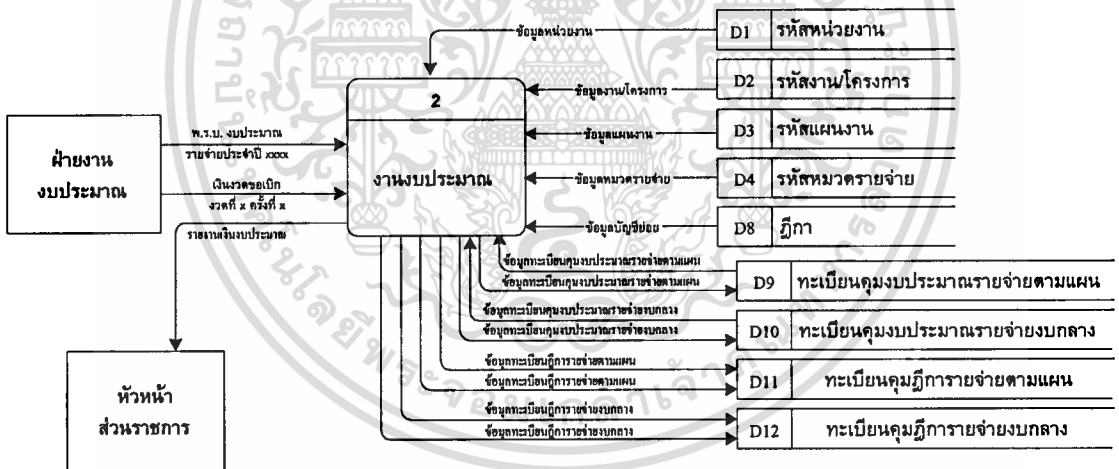 ข้อมูลหน่วยงาน
D1 รหัสหน่วยงาน
2
ข้อมูลงาน/โครงการ
D2 รหัสงาน/โครงการ
ฝ่ายงาน
งบประมาณ
พ.ร.บ. งบประมาณ
รายจ่ายประจำปี xxxx
ข้อมูลแผนงาน
D3 รหัสแผนงาน
งานงบประมาณ
เงินงวดขอเบิก
งวดที่ x ครั้งที่ x
ข้อมูลหมวดรายจ่าย
D4 รหัสหมวดรายจ่าย
รายงานเงินงบประมาณ
ข้อมูลบัญชีย่อย
D8 ฎีกา
ข้อมูลทะเบียนคุมงบประมาณรายจ่ายตามแผน
ข้อมูลทะเบียนคุมงบประมาณรายจ่ายตามแผน
D9 ทะเบียนคุมงบประมาณรายจ่ายตามแผน
ข้อมูลทะเบียนคุมงบประมาณรายจ่ายงบกลาง
ข้อมูลทะเบียนคุมงบประมาณรายจ่ายงบกลาง
D10 ทะเบียนคุมงบประมาณรายจ่ายงบกลาง
ข้อมูลทะเบียนฎีการายจ่ายตามแผน
ข้อมูลทะเบียนฎีการายจ่ายตามแผน
D11 ทะเบียนคุมฎีการายจ่ายตามแผน
ข้อมูลทะเบียนฎีการายจ่ายงบกลาง
ข้อมูลทะเบียนฎีการายจ่ายงบกลาง
D12 ทะเบียนคุมฎีการายจ่ายงบกลาง
หัวหน้า
ส่วนราชการ